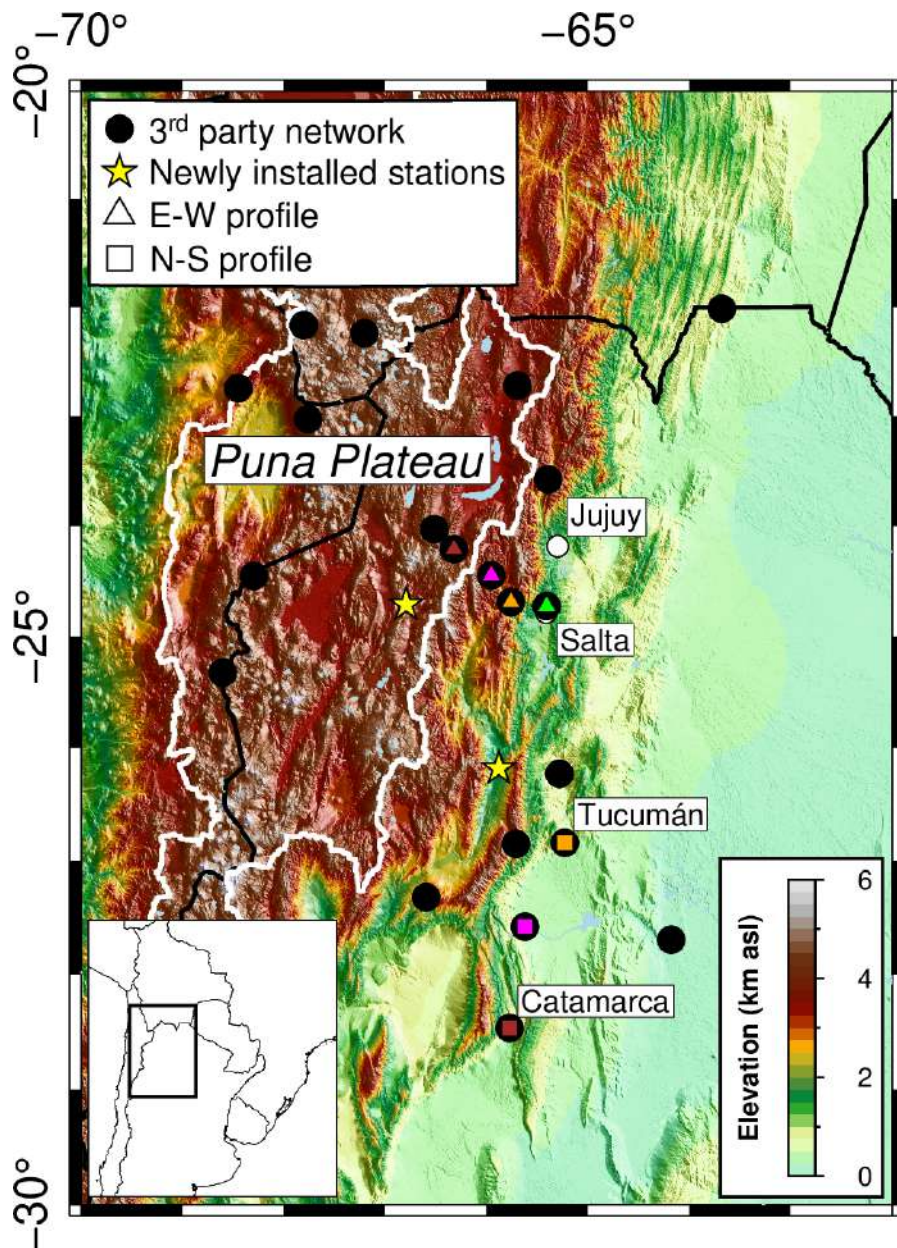 −70°
−65°
−20°
3rd party network
Newly installed stations
E-W profile
N-S profile
Puna Plateau
Jujuy
−25°
Salta
Tucumán
Catamarca
Elevation (km asl)
6
4
2
0
−30°